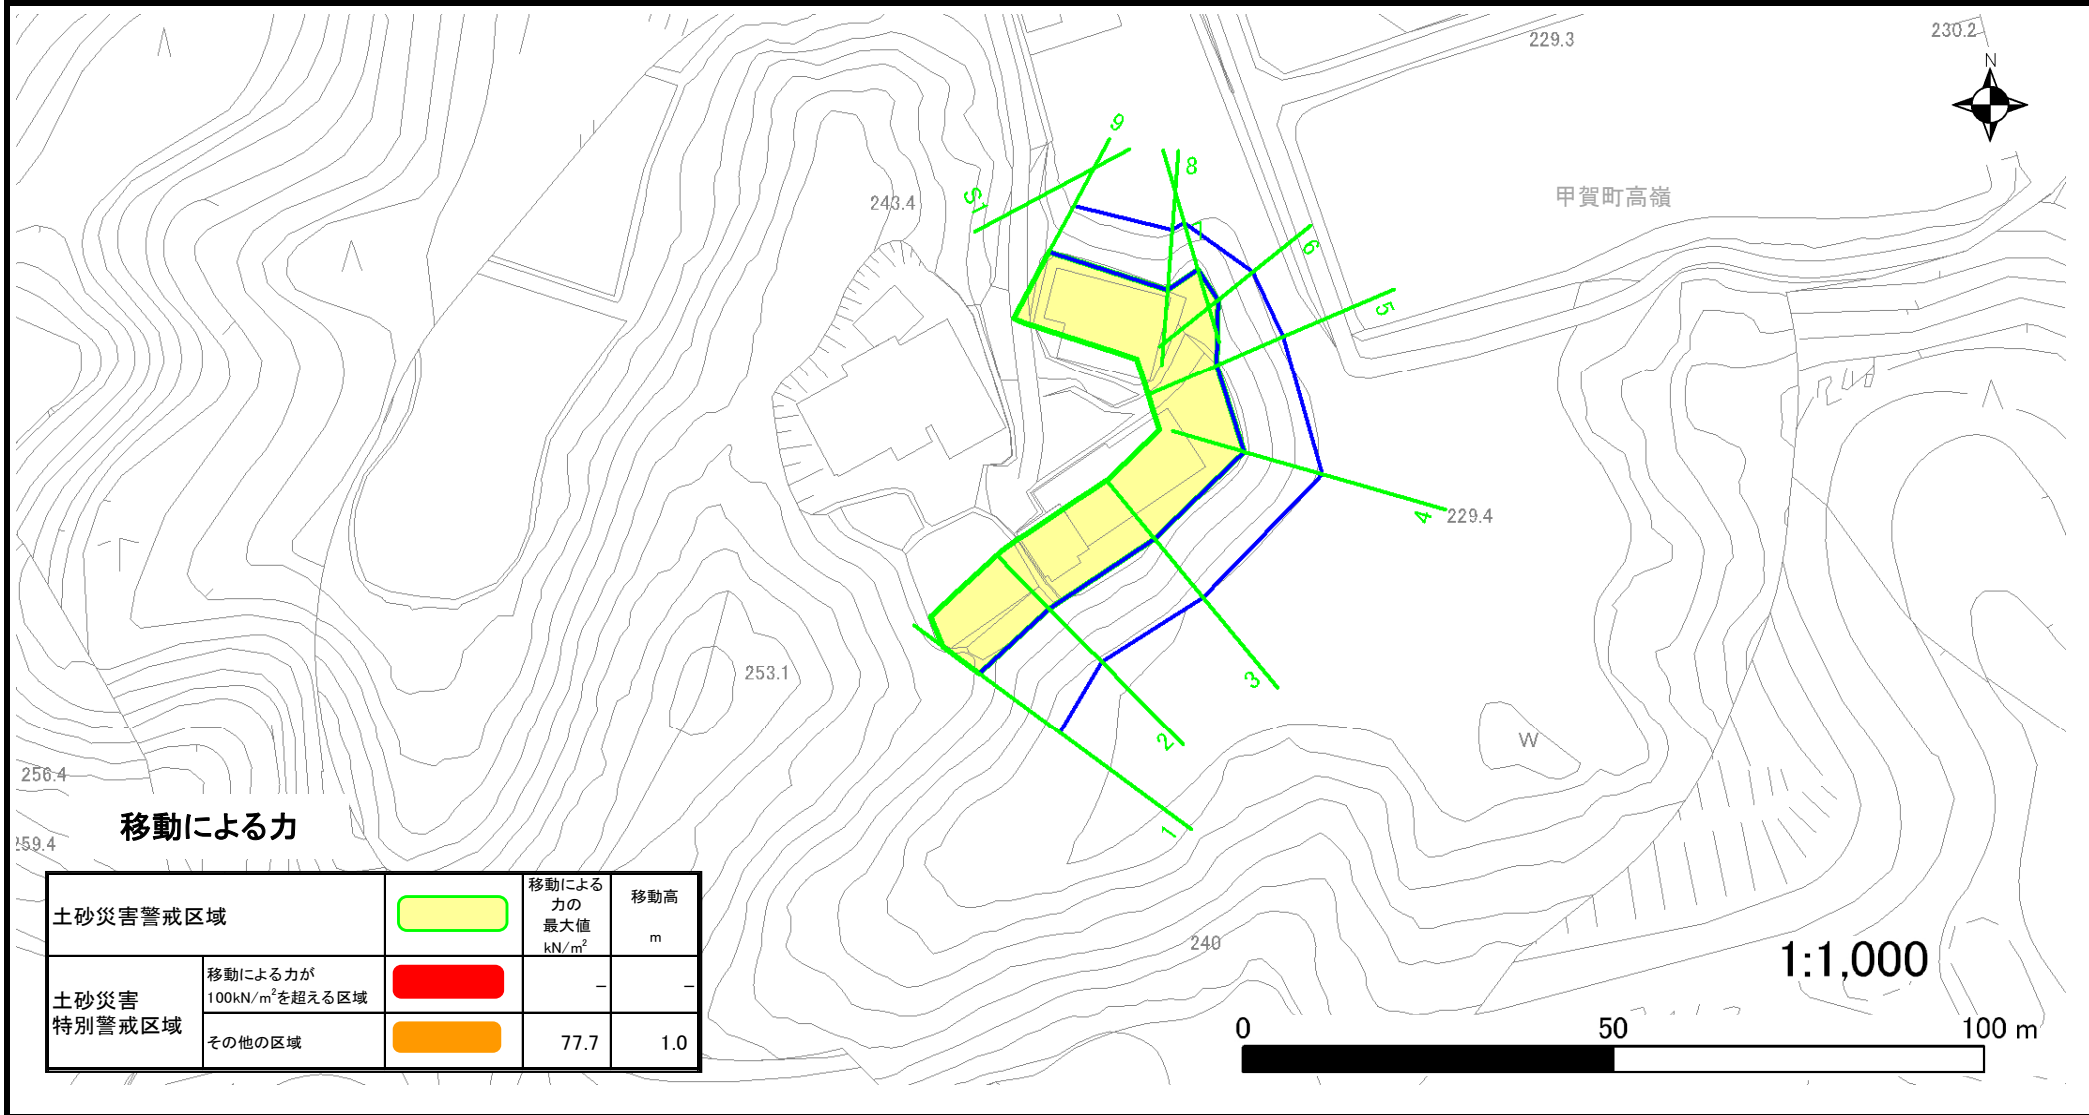 230.2
229.3
N
9
8
S1
243.4
甲賀町高嶺
7
6
5
4
229.4
3
253.1
2
W
256.4
1
移動による力
259.4
移動による
力の
最大値
kN/m²
移動高
m
土砂災害警戒区域
土砂災害
特別警戒区域
移動による力が
100kN/m²を超える区域
-
-
その他の区域
77.7
1.0
240
1:1,000
0
50
100 m